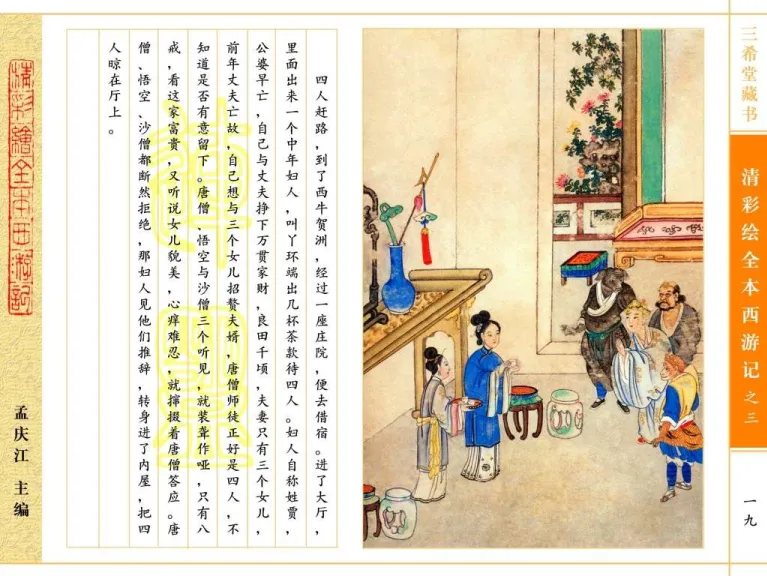 三希堂藏书
清彩绘全本西游记之三
一九
四人赶路，到了西牛贺洲，经过一座庄院，便去借宿。进了大厅，
里面出来一个中年妇人，叫丫环端出几杯茶款待四人。妇人自称姓贾，
公婆早亡，自己与丈夫挣下万贯家财，良田千顷，夫妻只有三个女儿，
前年丈夫亡故，自己想与三个女儿招赘夫婿，唐僧师徒正好是四人，不
知道是否有意留下。唐僧、悟空与沙僧三个听见，就装聋作哑，只有八
戒，看这家富贵，又听说女儿貌美，心痒难忍，就撺掇着唐僧答应。唐
僧、悟空、沙僧都断然拒绝，那妇人见他们推辞，转身进了内屋，把四
人晾在厅上。
清彩繪全本西游記
孟庆江 主编